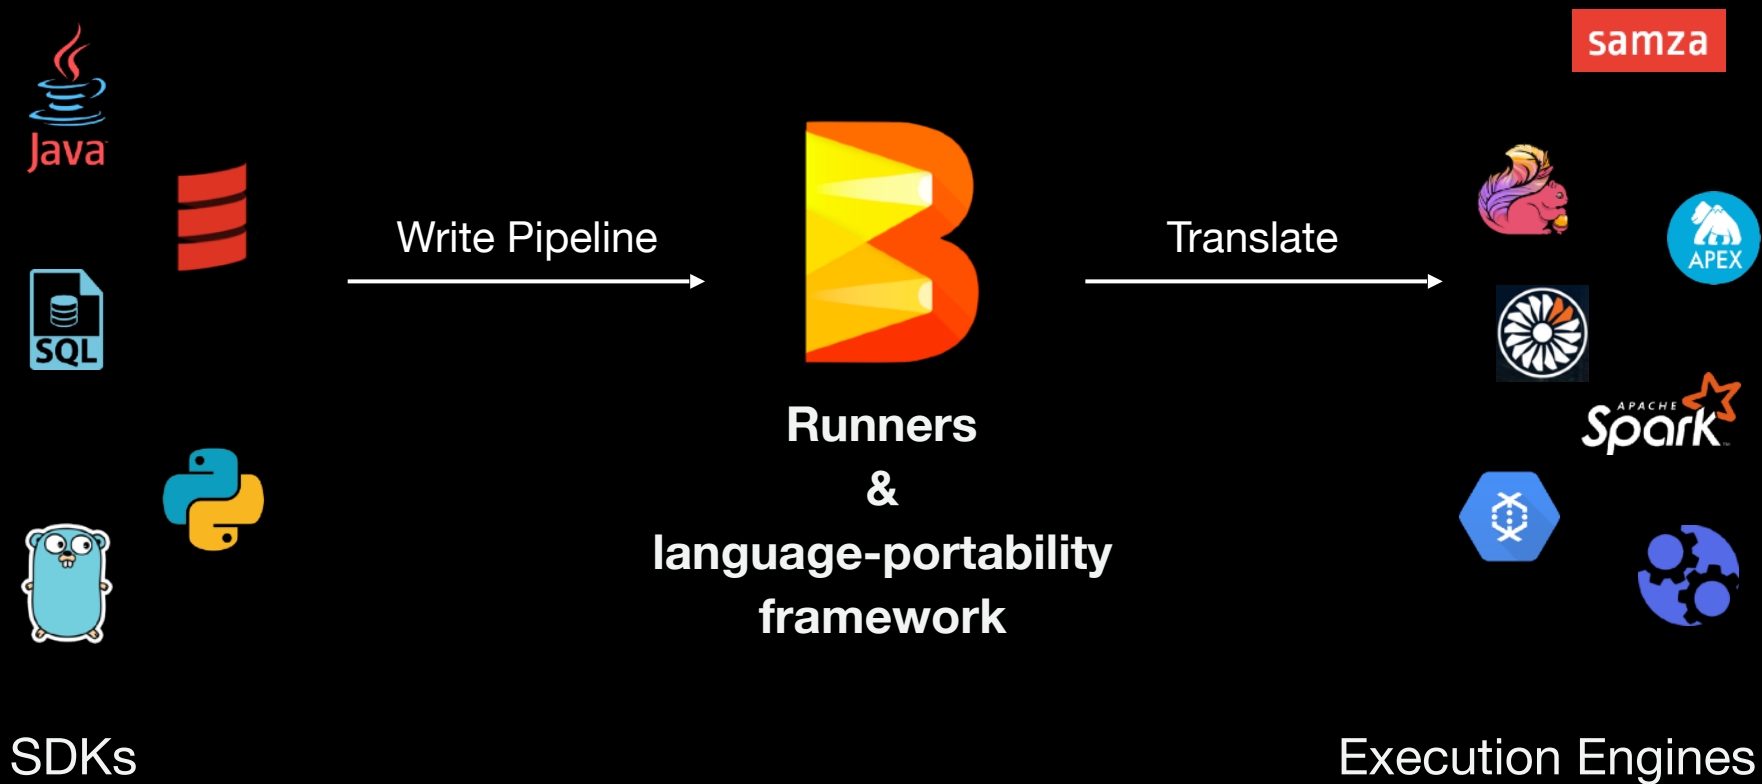 samza
Java
Write Pipeline
Translate
APEX
SQL
APACHE
Spark
Runners
&
language-portability
framework
SDKs
Execution Engines